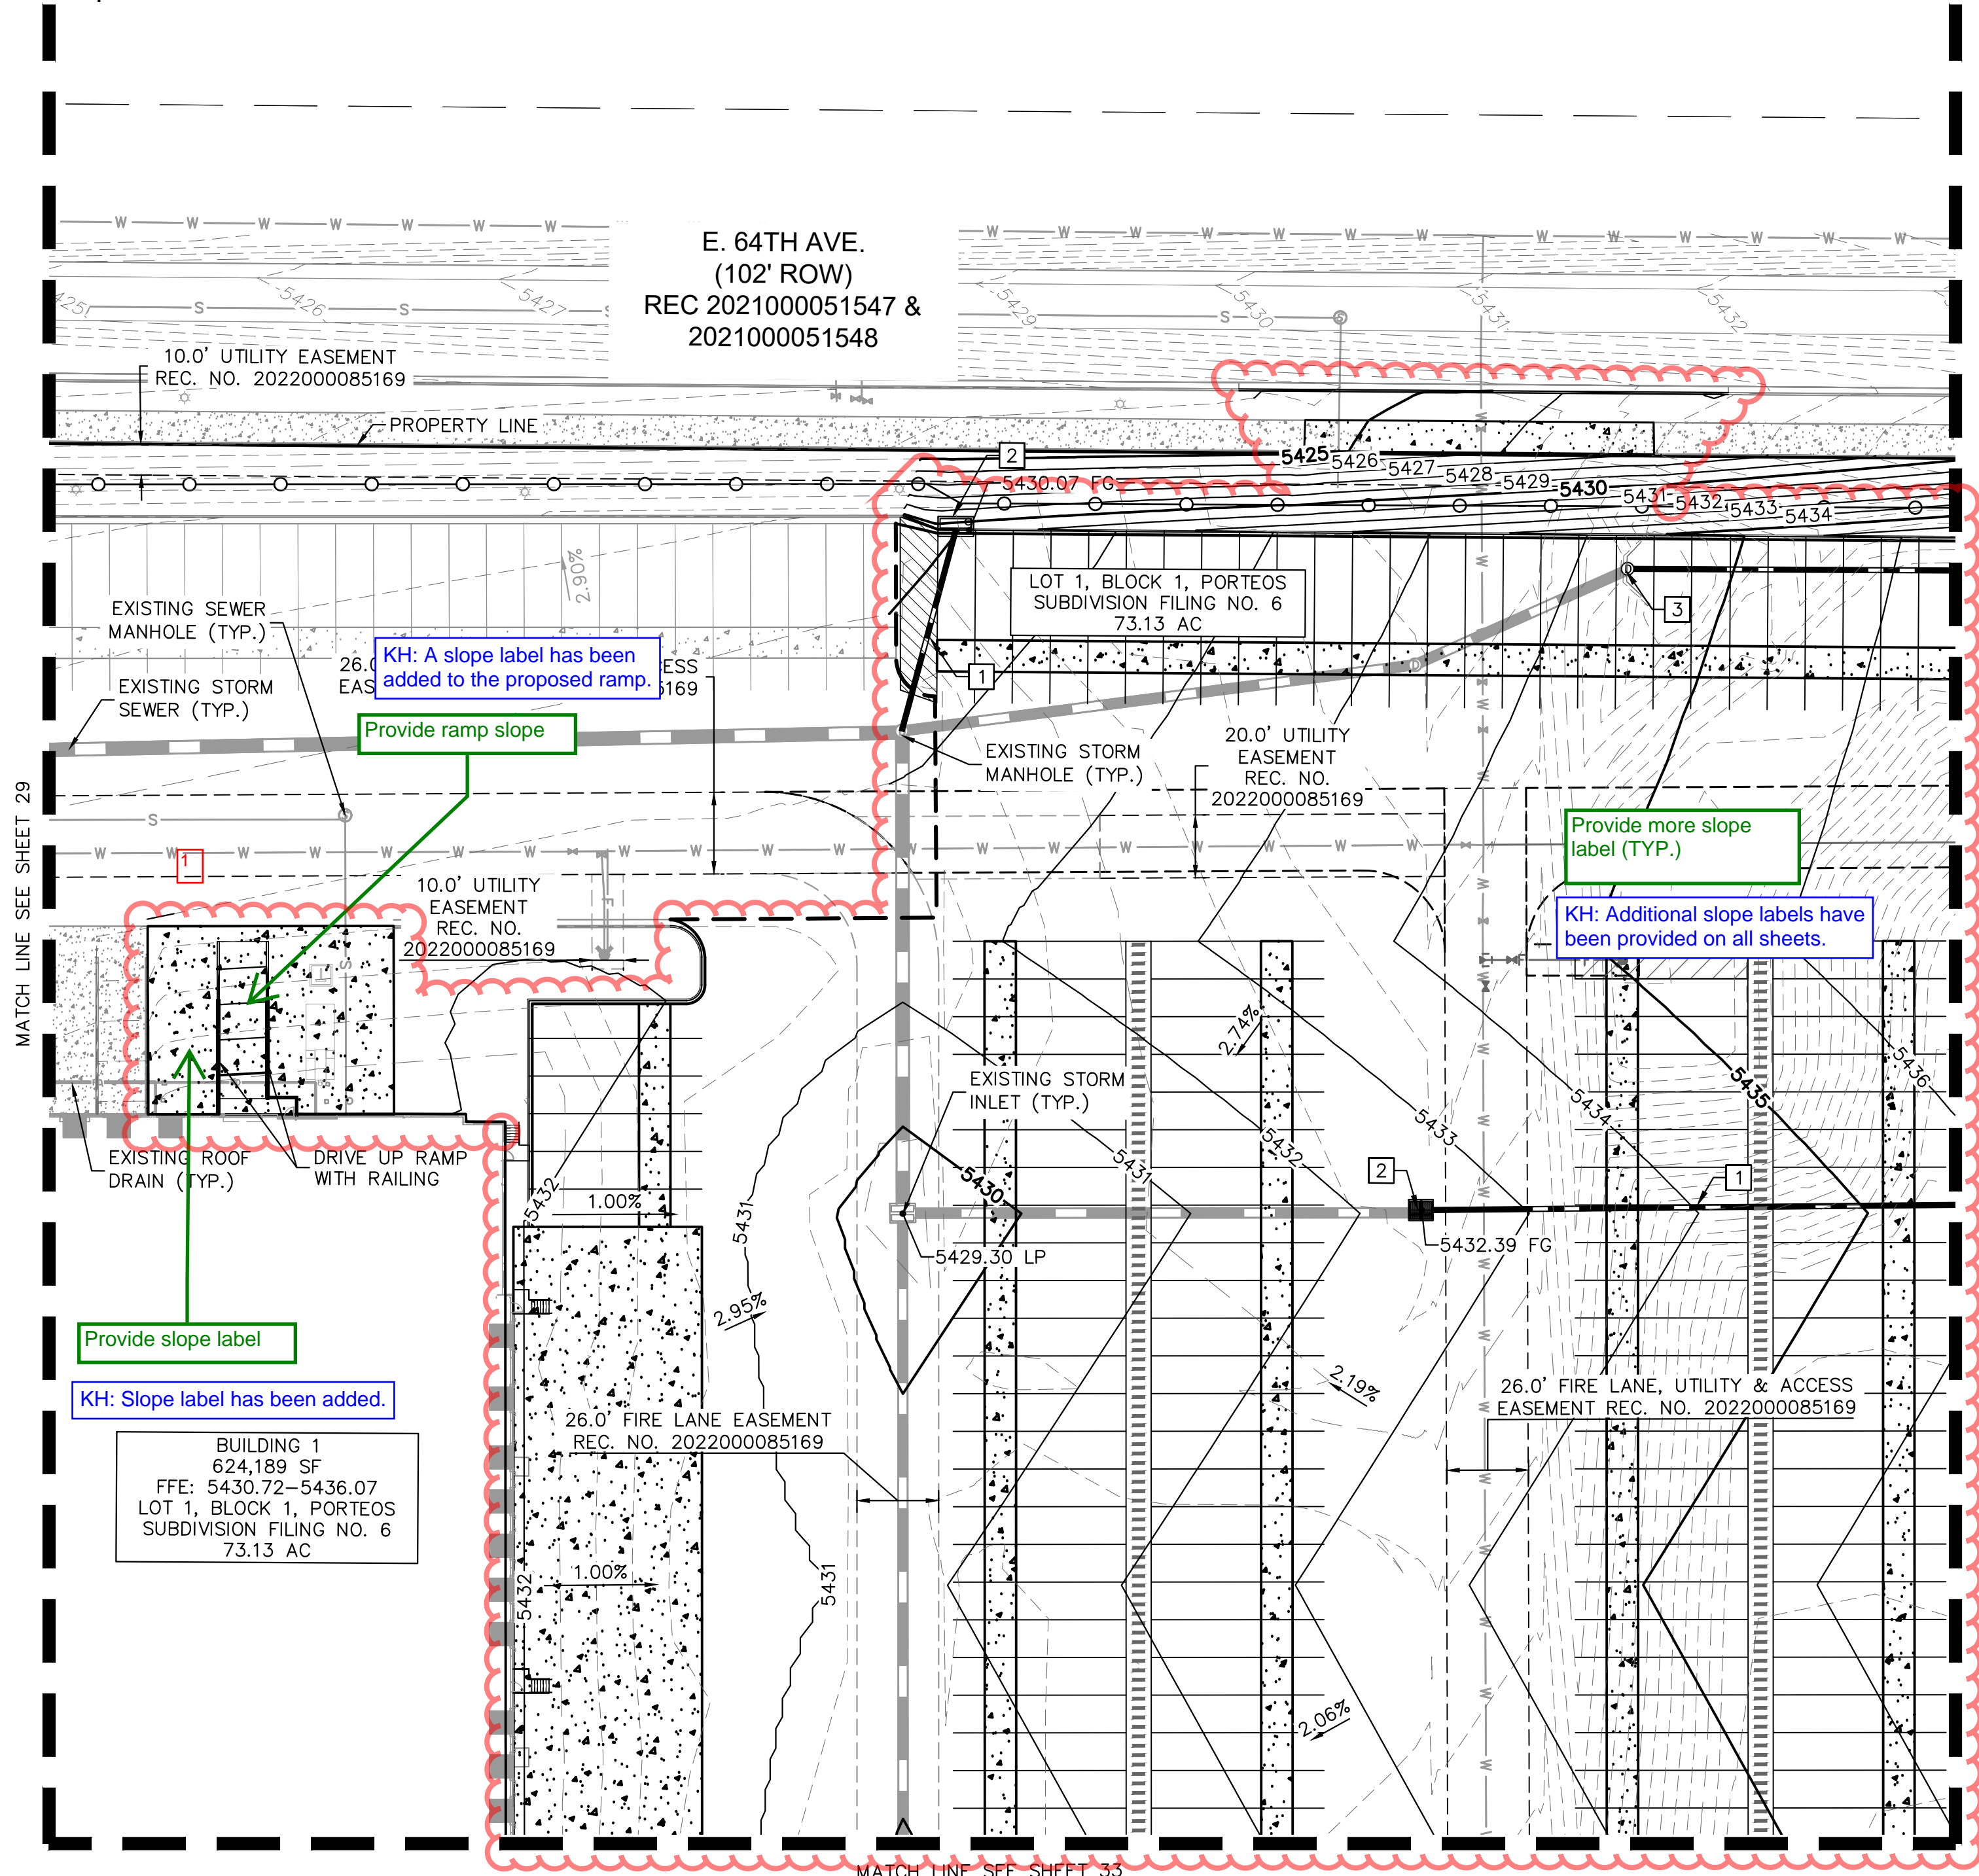 E. 64TH AVE.
(102' ROW)
REC 2021000051547 &
2021000051548
5426
5427
5429
5430
5431
5432
10.0' UTILITY EASEMENT
REC. NO. 2022000085169
PROPERTY LINE
2
5430.07 FG
5425
5426
5427
5428
5429
5430
5431
5432
5433
5434
2.90%
LOT 1, BLOCK 1, PORTEOS
SUBDIVISION FILING NO. 6
73.13 AC
3
1
EXISTING SEWER
MANHOLE (TYP.)
KH: A slope label has been
added to the proposed ramp.
EXISTING STORM
SEWER (TYP.)
Provide ramp slope
EXISTING STORM
MANHOLE (TYP.)
20.0' UTILITY
EASEMENT
REC. NO.
2022000085169
MATCH LINE SEE SHEET 29
1
Provide more slope
label (TYP.)
KH: Additional slope labels have
been provided on all sheets.
10.0' UTILITY
EASEMENT
REC. NO.
2022000085169
2.74%
EXISTING STORM
INLET (TYP.)
5430
5431
5432
5433
5434
5435
5436
EXISTING ROOF
DRAIN (TYP.)
DRIVE UP RAMP
WITH RAILING
5432
1.00%
5431
5429.30 LP
2
1
5432.39 FG
2.95%
Provide slope label
KH: Slope label has been added.
2.19%
26.0' FIRE LANE, UTILITY & ACCESS
EASEMENT REC. NO. 2022000085169
26.0' FIRE LANE EASEMENT
REC. NO. 2022000085169
BUILDING 1
624,189 SF
FFE: 5430.72-5436.07
LOT 1, BLOCK 1, PORTEOS
SUBDIVISION FILING NO. 6
73.13 AC
5432
1.00%
5431
2.06%
MATCH LINE SEE SHEET 33